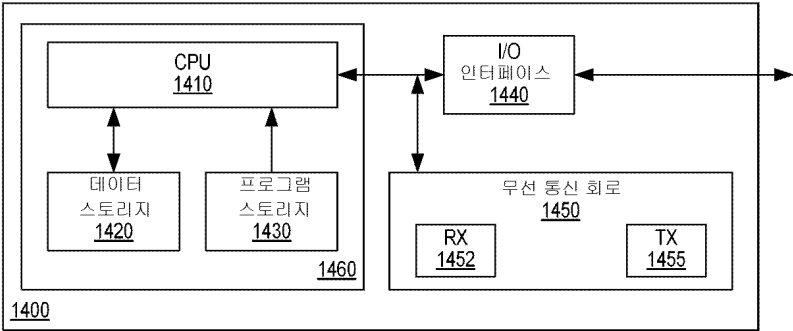 CPU
1410
I/O
인터페이스
1440
데이터
스토리지
1420
프로그램
스토리지
1430
1460
무선 통신 회로
1450
RX
1452
TX
1455
1400